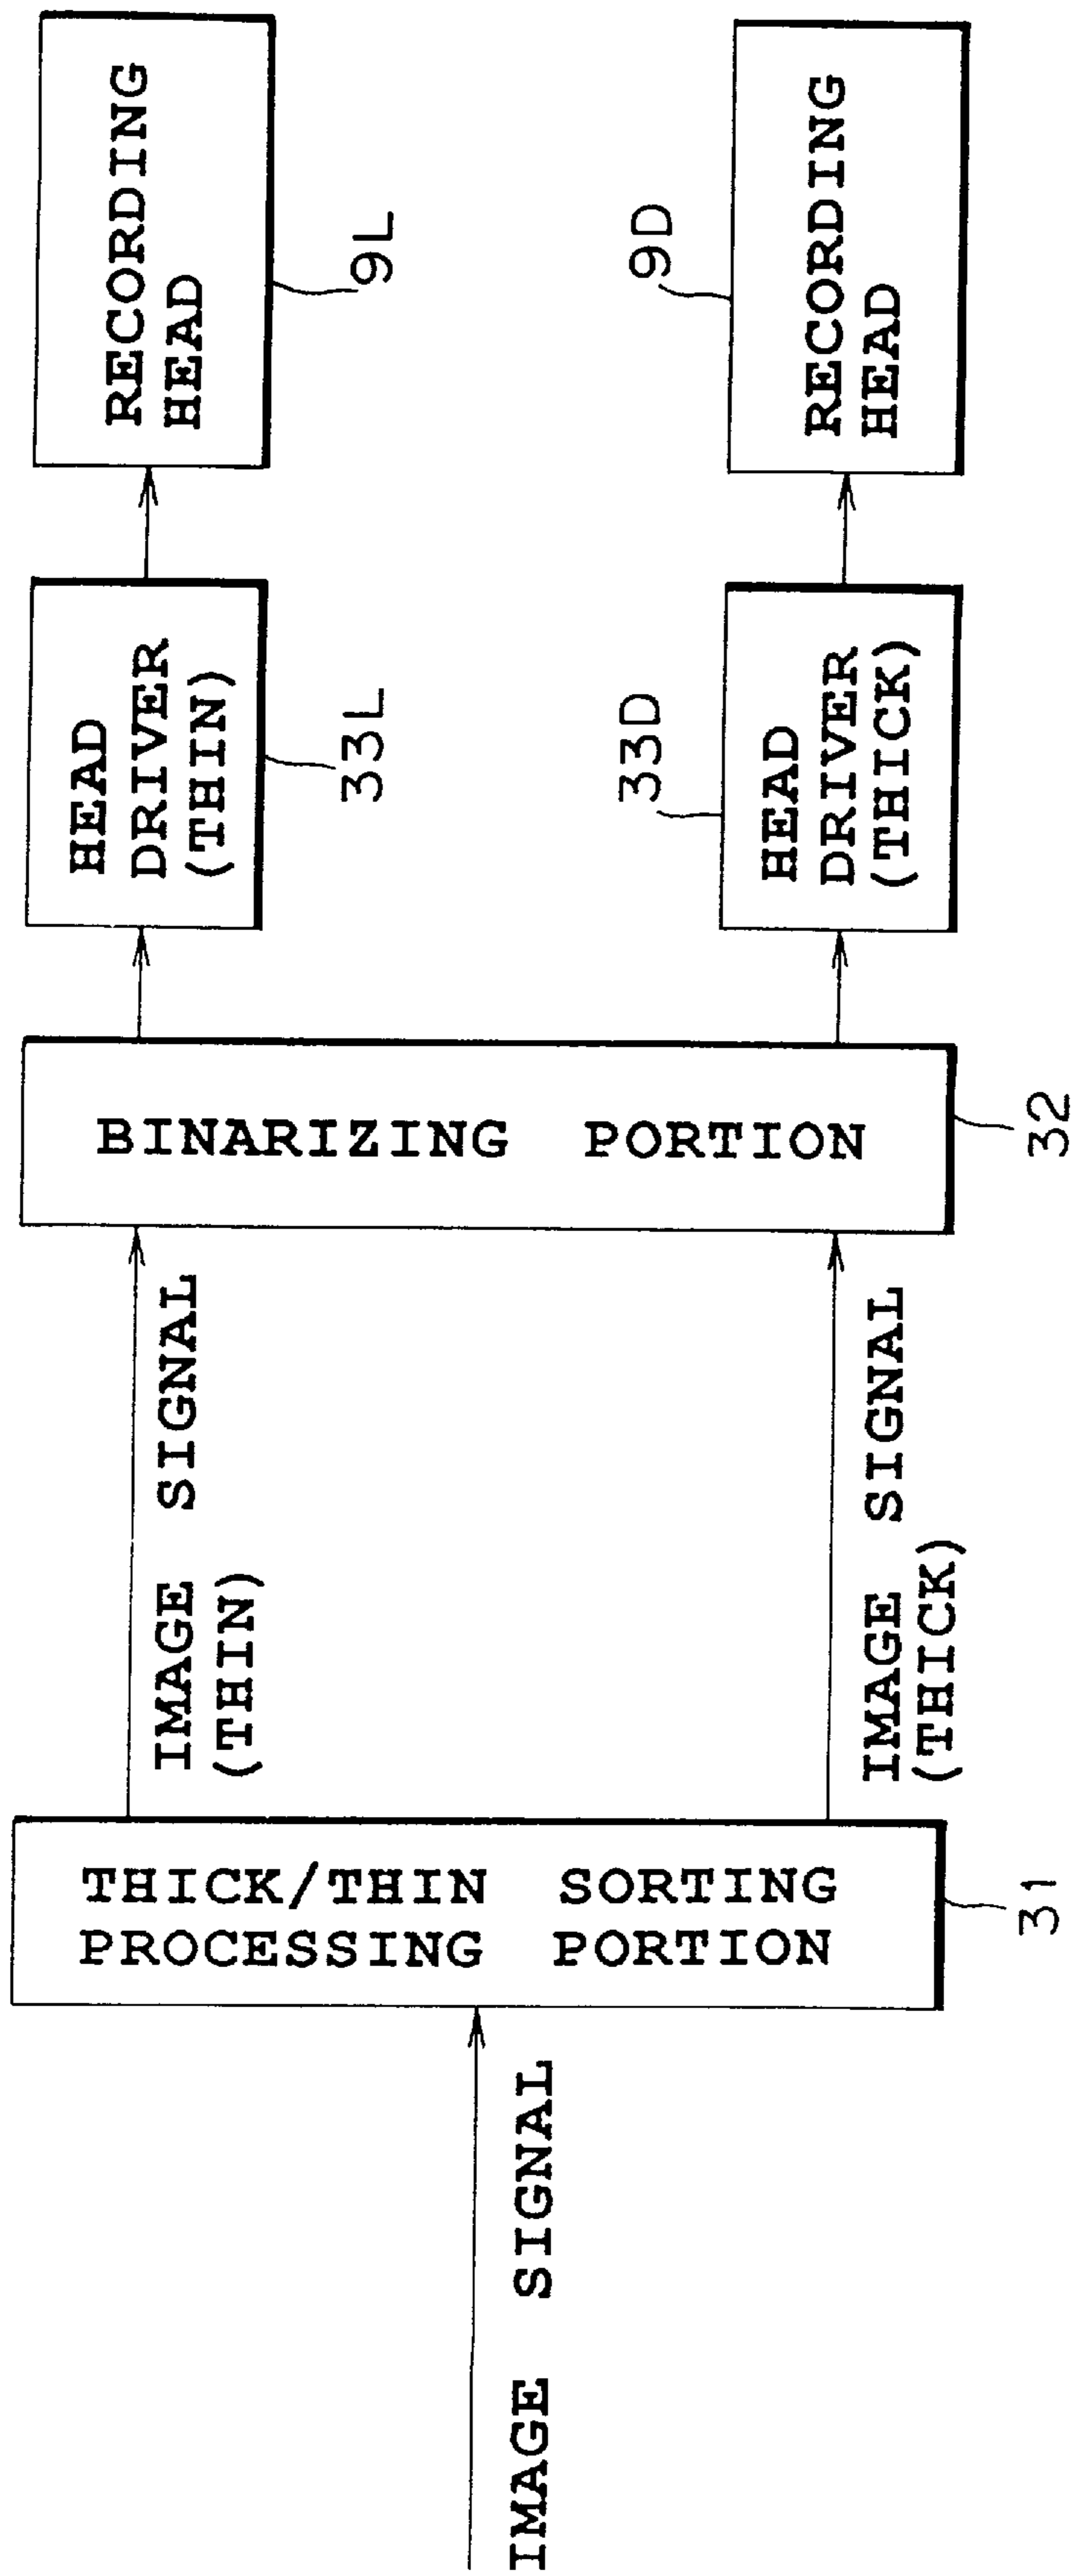 IMAGE SIGNAL
THICK/THIN SORTING
PROCESSING PORTION
31
IMAGE SIGNAL
(THIN)
IMAGE SIGNAL
(THICK)
BINARIZING PORTION
32
HEAD
DRIVER
(THIN)
33L
33D
HEAD
DRIVER
(THICK)
RECORDING
HEAD
9L
9D
RECORDING
HEAD